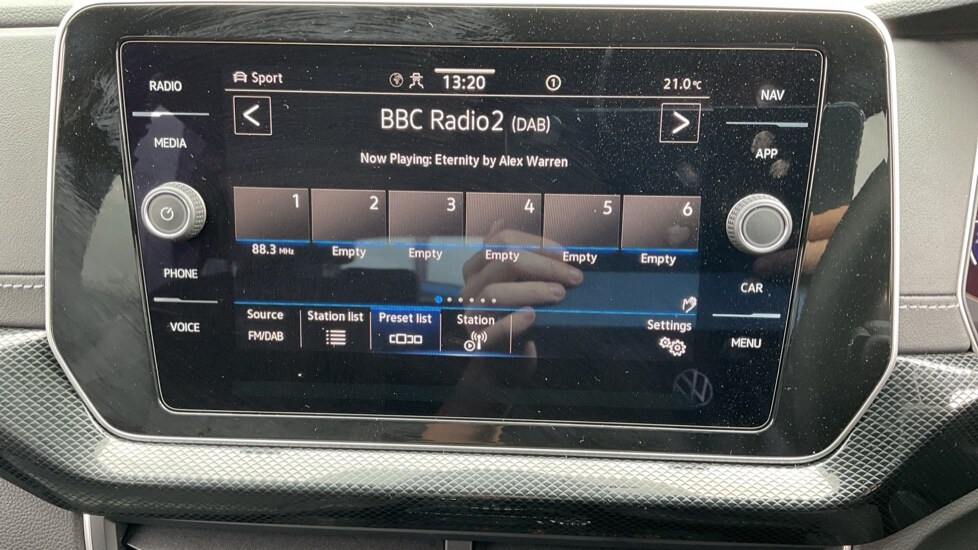 RADIO
MEDIA
PHONE
VOICE
Sport
13:20
1
21.0 °C
BBC Radio2 (DAB)
Now Playing: Eternity by Alex Warren
1 2 3 4 5 6
88.3 MHz Empty Empty Empty Empty Empty
Source Station list Preset list Station Settings
FM/DAB
NAV
APP
CAR
MENU